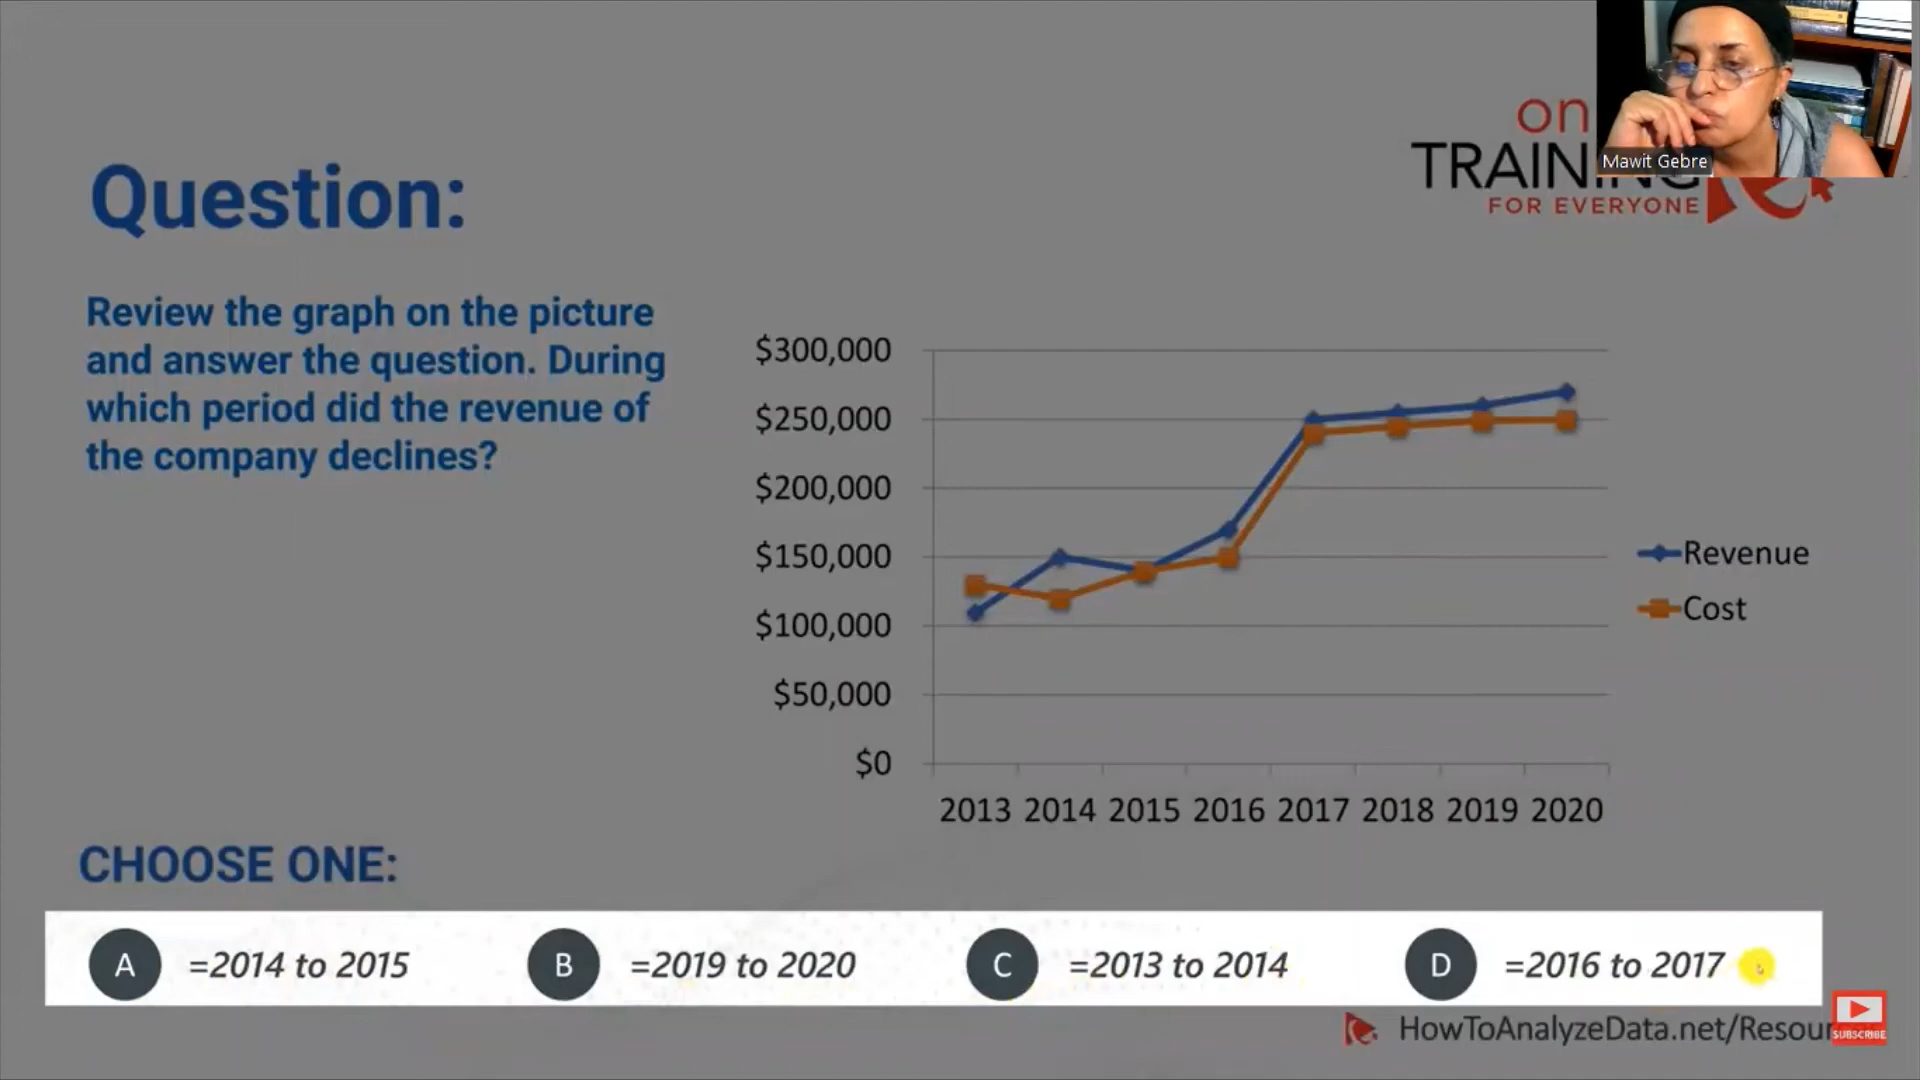 on
TRAINING
FOR EVERYONE
Mawit Gebre
Question:
Review the graph on the picture
and answer the question. During
which period did the revenue of
the company declines?
$300,000
$250,000
$200,000
$150,000
$100,000
$50,000
$0
2013 2014 2015 2016 2017 2018 2019 2020
Revenue
Cost
CHOOSE ONE:
A =2014 to 2015
B =2019 to 2020
C =2013 to 2014
D =2016 to 2017
HowToAnalyzeData.net/Resour
SUBSCRIBE